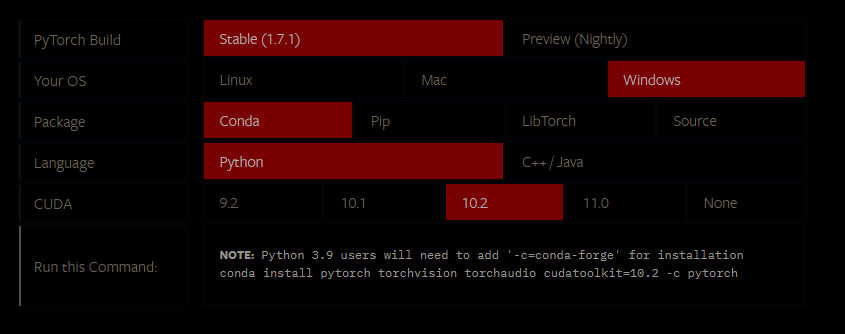 PyTorch Build
Stable (1.7.1)
Preview (Nightly)
Your OS
Linux
Mac
Windows
Package
Conda
Pip
LibTorch
Source
Language
Python
C++ / Java
CUDA
9.2
10.1
10.2
11.0
None
Run this Command:
NOTE: Python 3.9 users will need to add '-c=conda-forge' for installation
conda install pytorch torchvision torchaudio cudatoolkit=10.2 -c pytorch